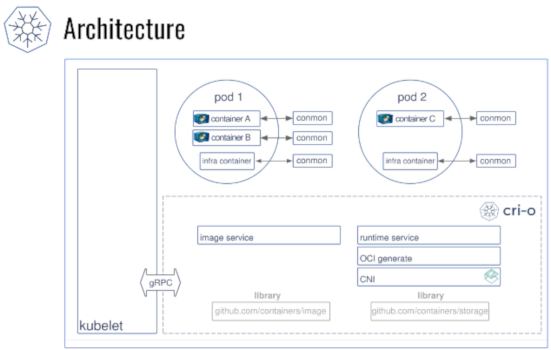 Architecture
pod 1
container A
conmon
container B
conmon
infra container
conmon
pod 2
container C
conmon
infra container
conmon
cri-o
image service
runtime service
OCI generate
CNI
gRPC
library
github.com/containers/image
library
github.com/containers/storage
kubelet